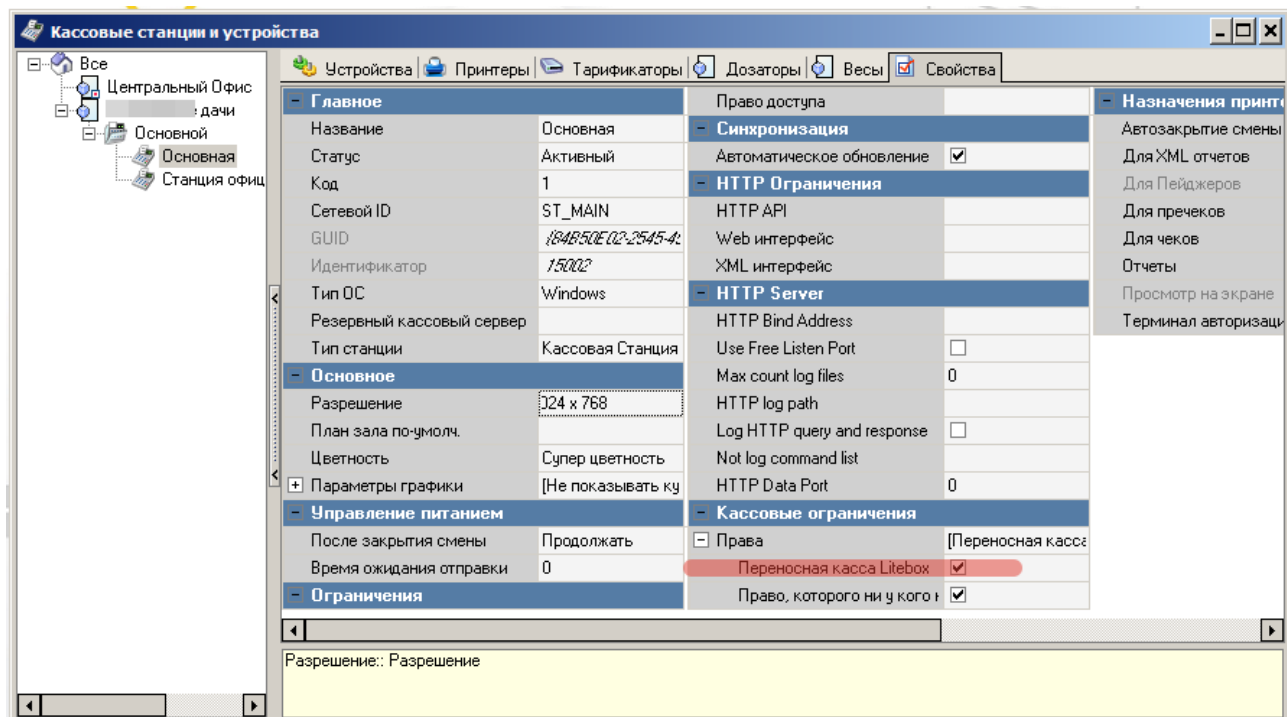 Кассовые станции и устройства
Все
Центральный Офис
дачи
Основной
Основная
Станция офиц
Устройства Принтеры Тарификаторы Дозаторы Весы Свойства
Главное
Название Основная
Статус Активный
Код 1
Сетевой ID ST_MAIN
GUID {84B50E02-2545-4
Идентификатор 15002
Тип ОС Windows
Резервный кассовый сервер
Тип станции Кассовая Станция
Основное
Разрешение 024 x 768
План зала по-умолч.
Цветность Супер цветность
Параметры графики [Не показывать ку
Управление питанием
После закрытия смены Продолжать
Время ожидания отправки 0
Ограничения
Право доступа
Синхронизация
Автоматическое обновление
HTTP Ограничения
HTTP API
Web интерфейс
XML интерфейс
HTTP Server
HTTP Bind Address
Use Free Listen Port
Max count log files 0
HTTP log path
Log HTTP query and response
Not log command list
HTTP Data Port 0
Кассовые ограничения
Права [Переносная касса
Переносная касса Litebox
Право, которого ни у кого н
Назначения принте
Автозакрытие смены
Для XML отчетов
Для Пейджеров
Для пречеков
Для чеков
Отчеты
Просмотр на экране
Терминал авторизаци
Разрешение:: Разрешение